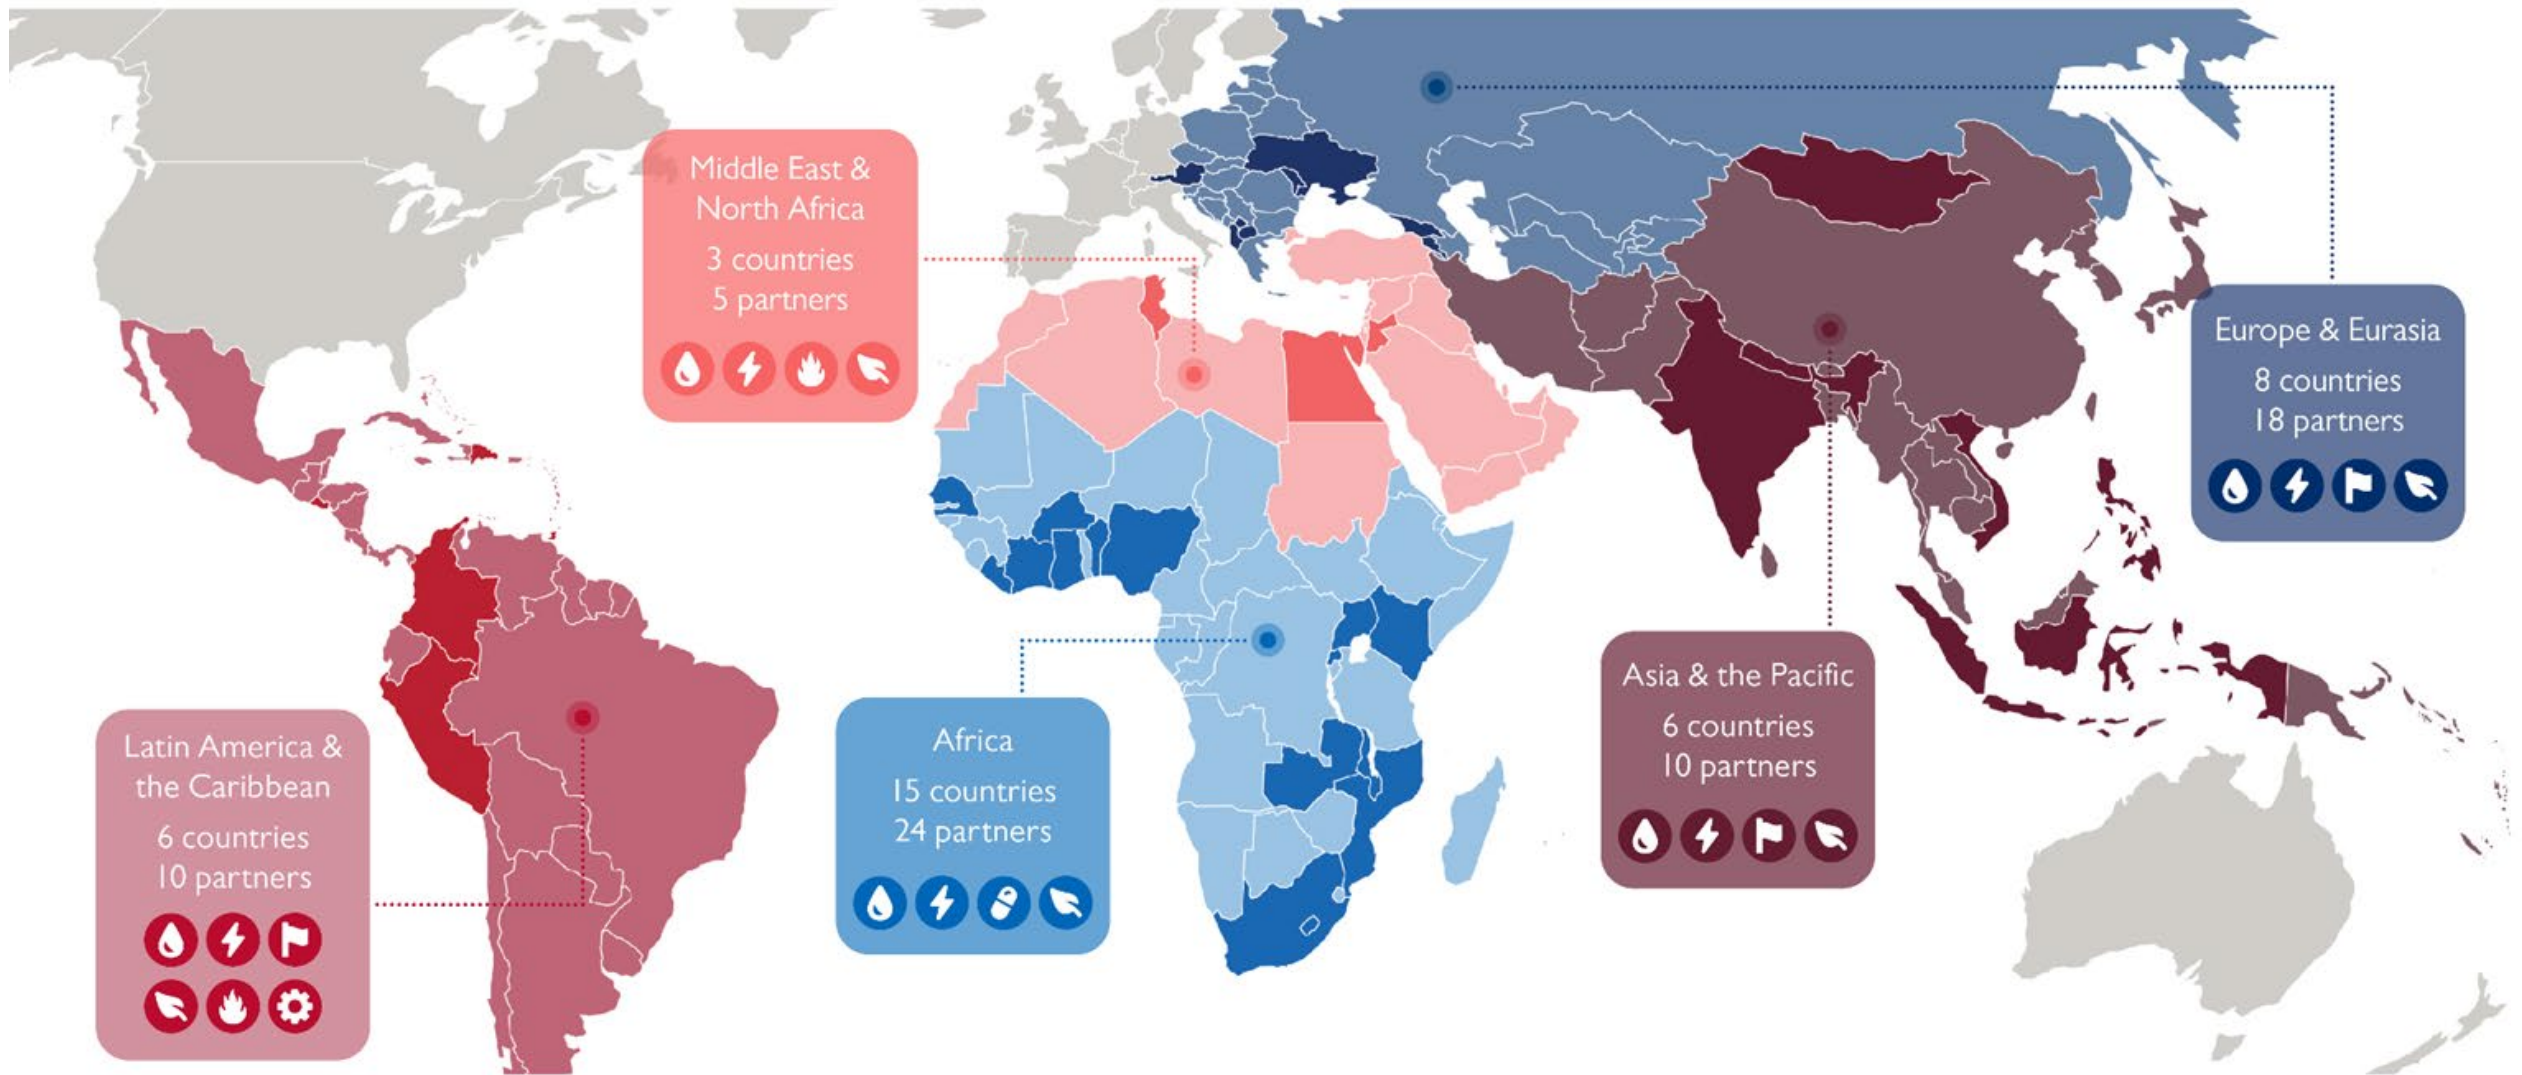 Middle East &
North Africa
3 countries
5 partners
Europe & Eurasia
8 countries
18 partners
Latin America &
the Caribbean
6 countries
10 partners
Africa
15 countries
24 partners
Asia & the Pacific
6 countries
10 partners